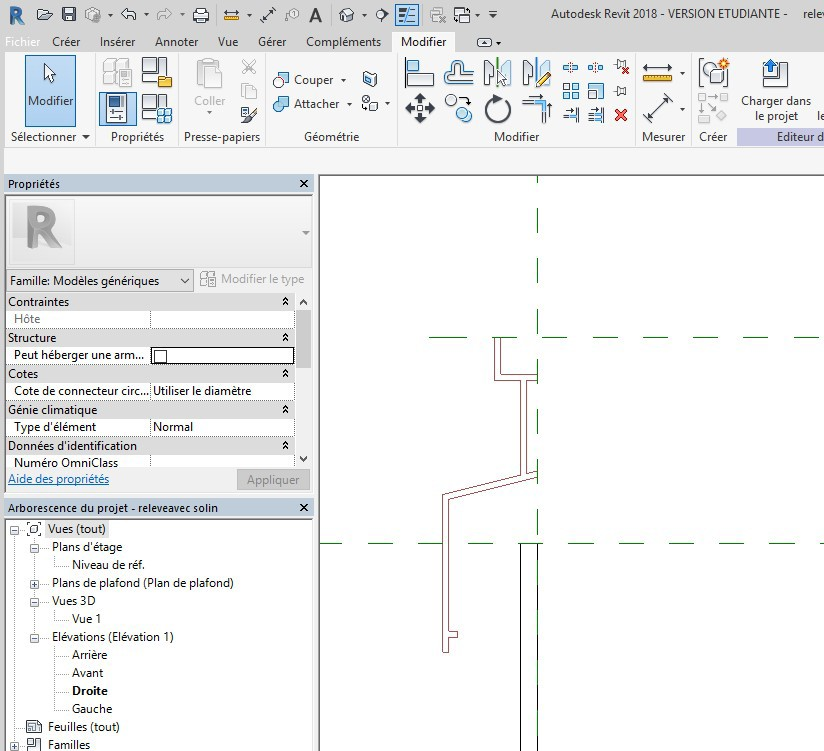 Autodesk Revit 2018 - VERSION ETUDIANTE - relev
Fichier Créer Insérer Annoter Vue Gérer Compléments Modifier
Modifier
Coller
Couper
Attacher
Charger dans
le projet
Sélectionner Propriétés Presse-papiers Géométrie Modifier Mesurer Créer Editeur d
Propriétés
Famille: Modèles génériques Modifier le type
Contraintes
Hôte
Structure
Peut héberger une arm...
Cotes
Cote de connecteur circ... Utiliser le diamètre
Génie climatique
Type d'élément Normal
Données d'identification
Numéro OmniClass
Aide des propriétés Appliquer
Arborescence du projet - releveavec solin
Vues (tout)
Plans d'étage
Niveau de réf.
Plans de plafond (Plan de plafond)
Vues 3D
Vue 1
Elévations (Elévation 1)
Arrière
Avant
Droite
Gauche
Feuilles (tout)
Familles